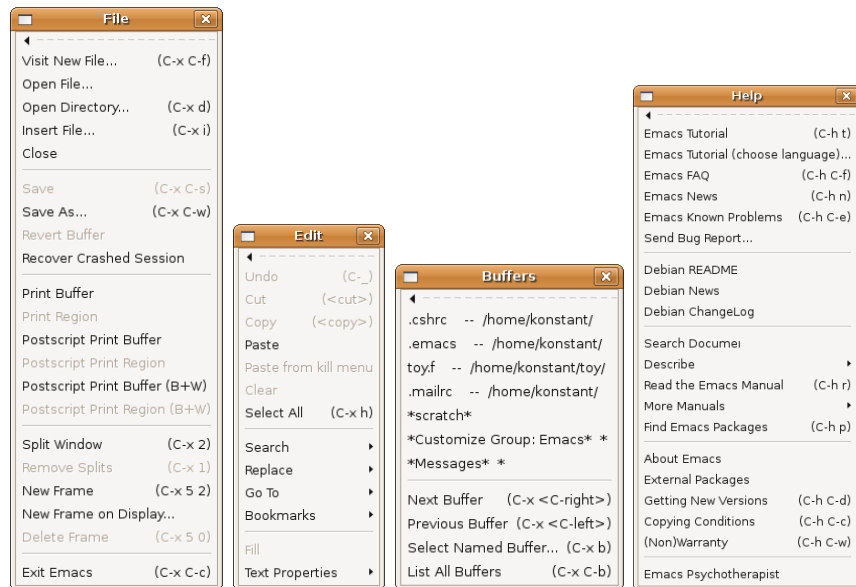 File
Visit New File... (C-x C-f)
Open File...
Open Directory... (C-x d)
Insert File... (C-x i)
Close
Save (C-x C-s)
Save As... (C-x C-w)
Revert Buffer
Recover Crashed Session
Print Buffer
Print Region
Postscript Print Buffer
Postscript Print Region
Postscript Print Buffer (B+W)
Postscript Print Region (B+W)
Split Window (C-x 2)
Remove Splits (C-x 1)
New Frame (C-x 5 2)
New Frame on Display...
Delete Frame (C-x 5 0)
Exit Emacs (C-x C-c)
Edit
Undo (C-_)
Cut (<cut>)
Copy (<copy>)
Paste
Paste from kill menu
Clear
Select All (C-x h)
Search
Replace
Go To
Bookmarks
Fill
Text Properties
Buffers
.cshrc -- /home/konstant/
.emacs -- /home/konstant/
toy.f -- /home/konstant/toy/
.mailrc -- /home/konstant/
*scratch*
*Customize Group: Emacs* *
*Messages* *
Next Buffer (C-x <C-right>)
Previous Buffer (C-x <C-left>)
Select Named Buffer... (C-x b)
List All Buffers (C-x C-b)
Help
Emacs Tutorial (C-h t)
Emacs Tutorial (choose language)...
Emacs FAQ (C-h C-f)
Emacs News (C-h n)
Emacs Known Problems (C-h C-e)
Send Bug Report...
Debian README
Debian News
Debian ChangeLog
Search
Describe
Read the Emacs Manual (C-h r)
More Manuals
Find Emacs Packages (C-h p)
About Emacs
External Packages
Getting New Versions (C-h C-d)
Copying Conditions (C-h C-c)
(Non)Warranty (C-h C-w)
Emacs Psychotherapist